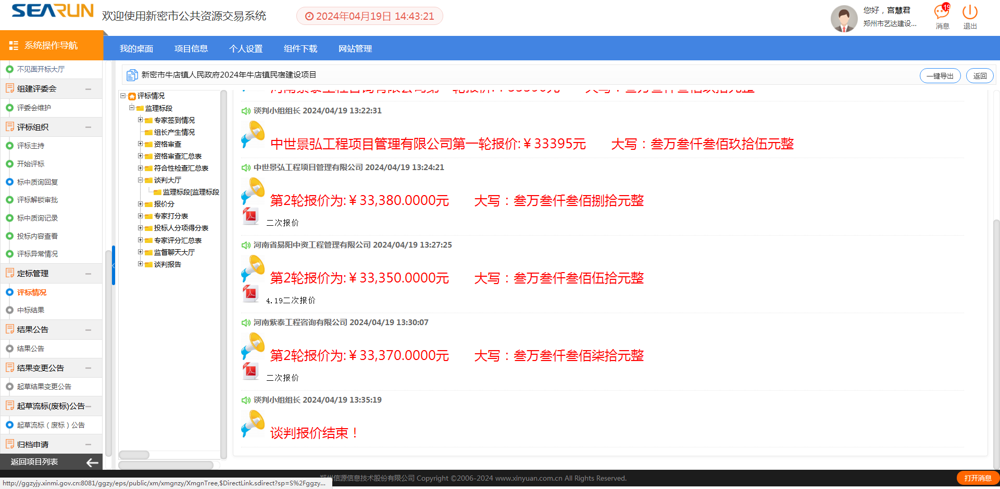 SEARUN 欢迎使用新密市公共资源交易系统
2024年04月19日 14:43:21
您好，宫慧君
郑州市艺达建设...
19
消息
退出
系统操作导航
我的桌面 项目信息 个人设置 组件下载 网站管理
不见面开标大厅
组建评委会
评委会维护
评标组织
评标主持
开始评标
标中质询回复
评标解锁审批
标中质询记录
投标内容查看
评标异常情况
定标管理
评标情况
中标结果
结果公告
结果公告
结果变更公告
起草结果变更公告
起草流标(废标)公告
起草流标（废标）公告
归档申请
返回项目列表
新密市牛店镇人民政府2024年牛店镇民宿建设项目
一键导出 返回
评标情况
监理标段
专家签到情况
组长产生情况
资格审查
资格审查汇总表
符合性检查汇总表
谈判大厅
监理标段[监理标段
报价分
专家打分表
投标人分项得分表
专家评分汇总表
监督聊天大厅
谈判报告
谈判小组组长 2024/04/19 13:22:31
中世景弘工程项目管理有限公司第一轮报价:￥33395元 大写：叁万叁仟叁佰玖拾伍元整
中世景弘工程项目管理有限公司 2024/04/19 13:24:21
第2轮报价为:￥33,380.0000元 大写：叁万叁仟叁佰捌拾元整
二次报价
河南省易阳中资工程管理有限公司 2024/04/19 13:27:25
第2轮报价为:￥33,350.0000元 大写：叁万叁仟叁佰伍拾元整
4.19二次报价
河南紫泰工程咨询有限公司 2024/04/19 13:30:07
第2轮报价为:￥33,370.0000元 大写：叁万叁仟叁佰柒拾元整
二次报价
谈判小组组长 2024/04/19 13:35:19
谈判报价结束！
郑州信源信息技术股份有限公司 Copyright ©2006-2024 www.xinyuan.com.cn All Rights Reserved.
打开消息
http://ggzyjy.xinmi.gov.cn:8081/ggzy/eps/public/xm/xmgnzy/XmgnTree,$DirectLink.sdirect?sp=S%2Fggzy...